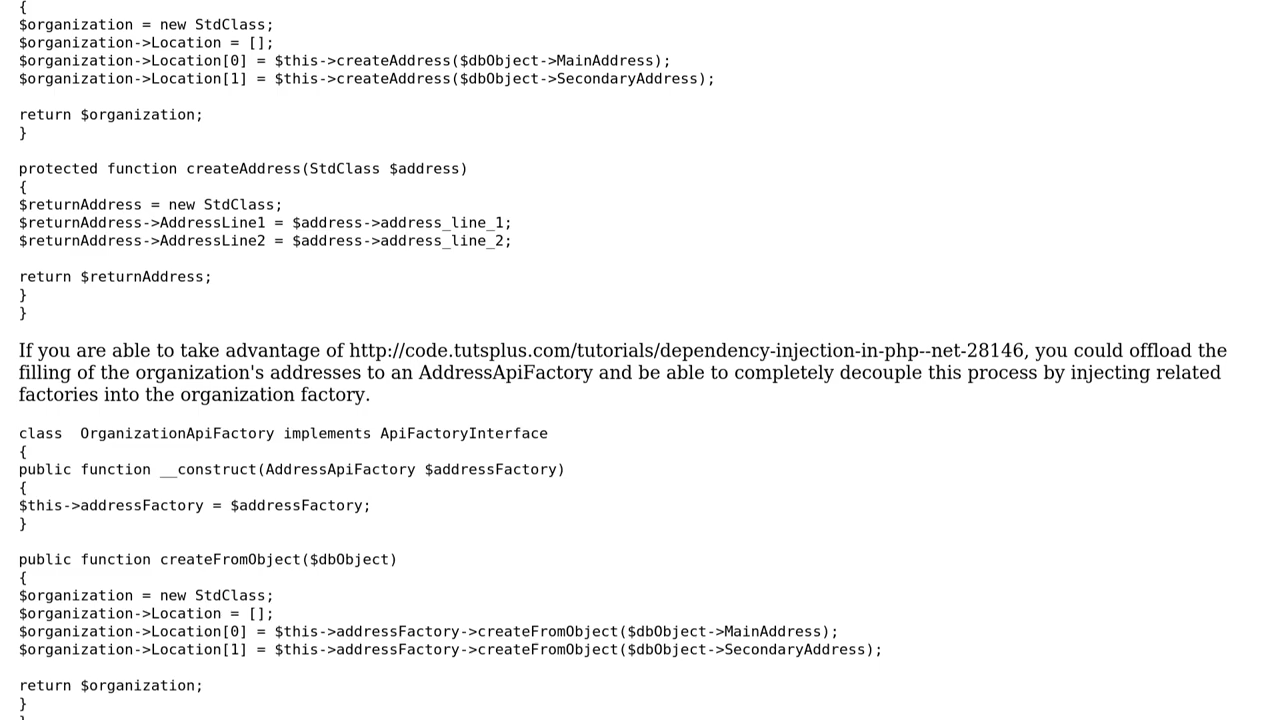 {
$organization = new StdClass;
$organization->Location = [];
$organization->Location[0] = $this->createAddress($dbObject->MainAddress);
$organization->Location[1] = $this->createAddress($dbObject->SecondaryAddress);

return $organization;
}

protected function createAddress(StdClass $address)
{
$returnAddress = new StdClass;
$returnAddress->AddressLine1 = $address->address_line_1;
$returnAddress->AddressLine2 = $address->address_line_2;

return $returnAddress;
}
}
If you are able to take advantage of http://code.tutsplus.com/tutorials/dependency-injection-in-php--net-28146, you could offload the
filling of the organization's addresses to an AddressApiFactory and be able to completely decouple this process by injecting related
factories into the organization factory.
class  OrganizationApiFactory implements ApiFactoryInterface
{
public function __construct(AddressApiFactory $addressFactory)
{
$this->addressFactory = $addressFactory;
}

public function createFromObject($dbObject)
{
$organization = new StdClass;
$organization->Location = [];
$organization->Location[0] = $this->addressFactory->createFromObject($dbObject->MainAddress);
$organization->Location[1] = $this->addressFactory->createFromObject($dbObject->SecondaryAddress);

return $organization;
}
}